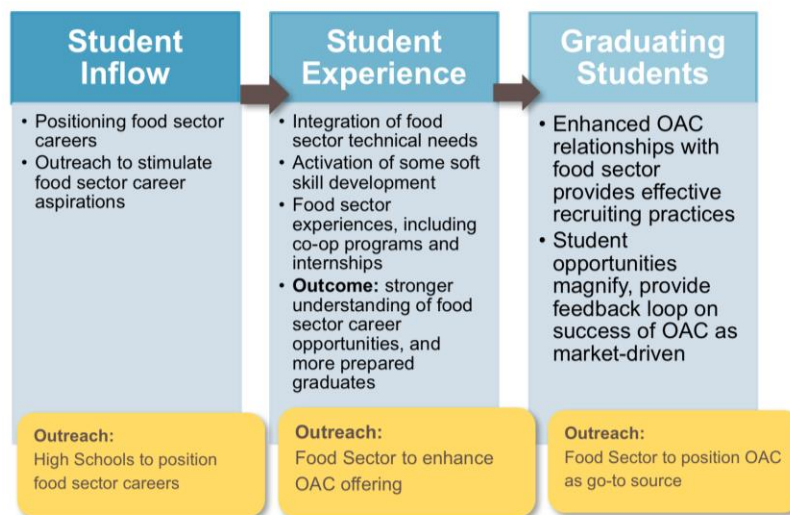 Student
Inflow
• Positioning food sector
careers
• Outreach to stimulate
food sector career
aspirations
Outreach:
High Schools to position
food sector careers
Student
Experience
• Integration of food
sector technical needs
• Activation of some soft
skill development
• Food sector
experiences, including
co-op programs and
internships
• Outcome: stronger
understanding of food
sector career
opportunities, and
more prepared
graduates
Outreach:
Food Sector to enhance
OAC offering
Graduating
Students
• Enhanced OAC
relationships with
food sector
provides effective
recruiting practices
• Student
opportunities
magnify, provide
feedback loop on
success of OAC as
market-driven
Outreach:
Food Sector to position OAC
as go-to source